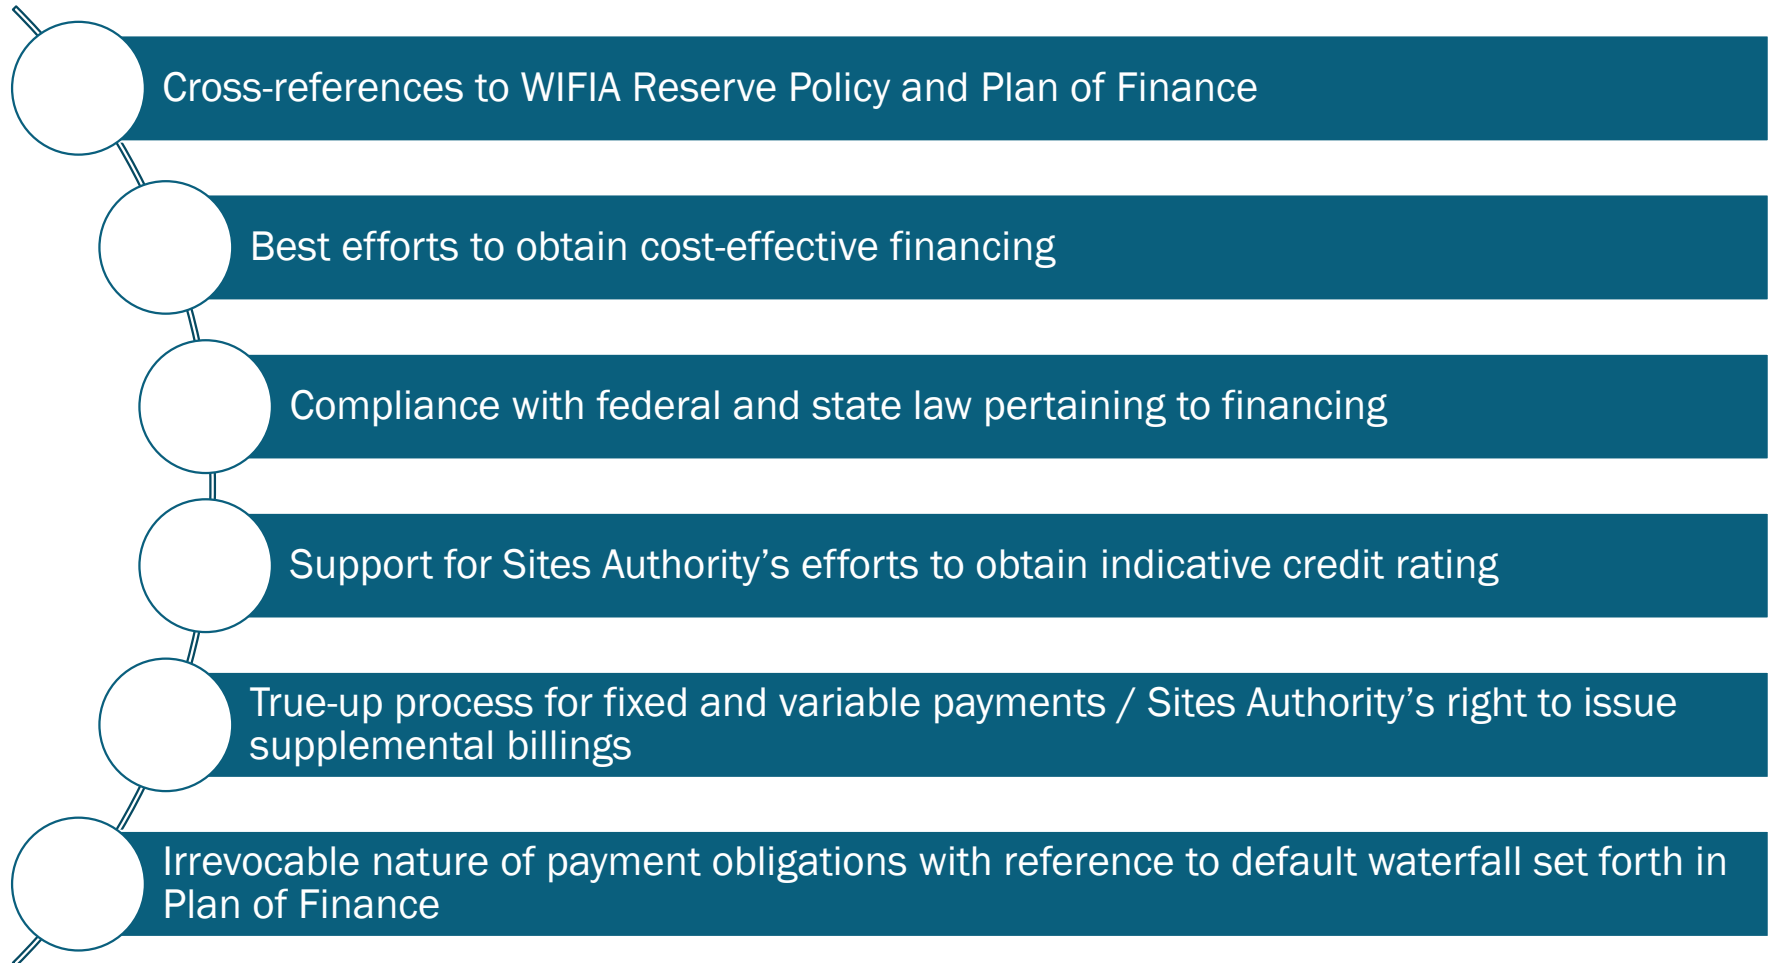 Cross-references to WIFIA Reserve Policy and Plan of Finance
Best efforts to obtain cost-effective financing
Compliance with federal and state law pertaining to financing
Support for Sites Authority’s efforts to obtain indicative credit rating
True-up process for fixed and variable payments / Sites Authority’s right to issue
supplemental billings
Irrevocable nature of payment obligations with reference to default waterfall set forth in
Plan of Finance